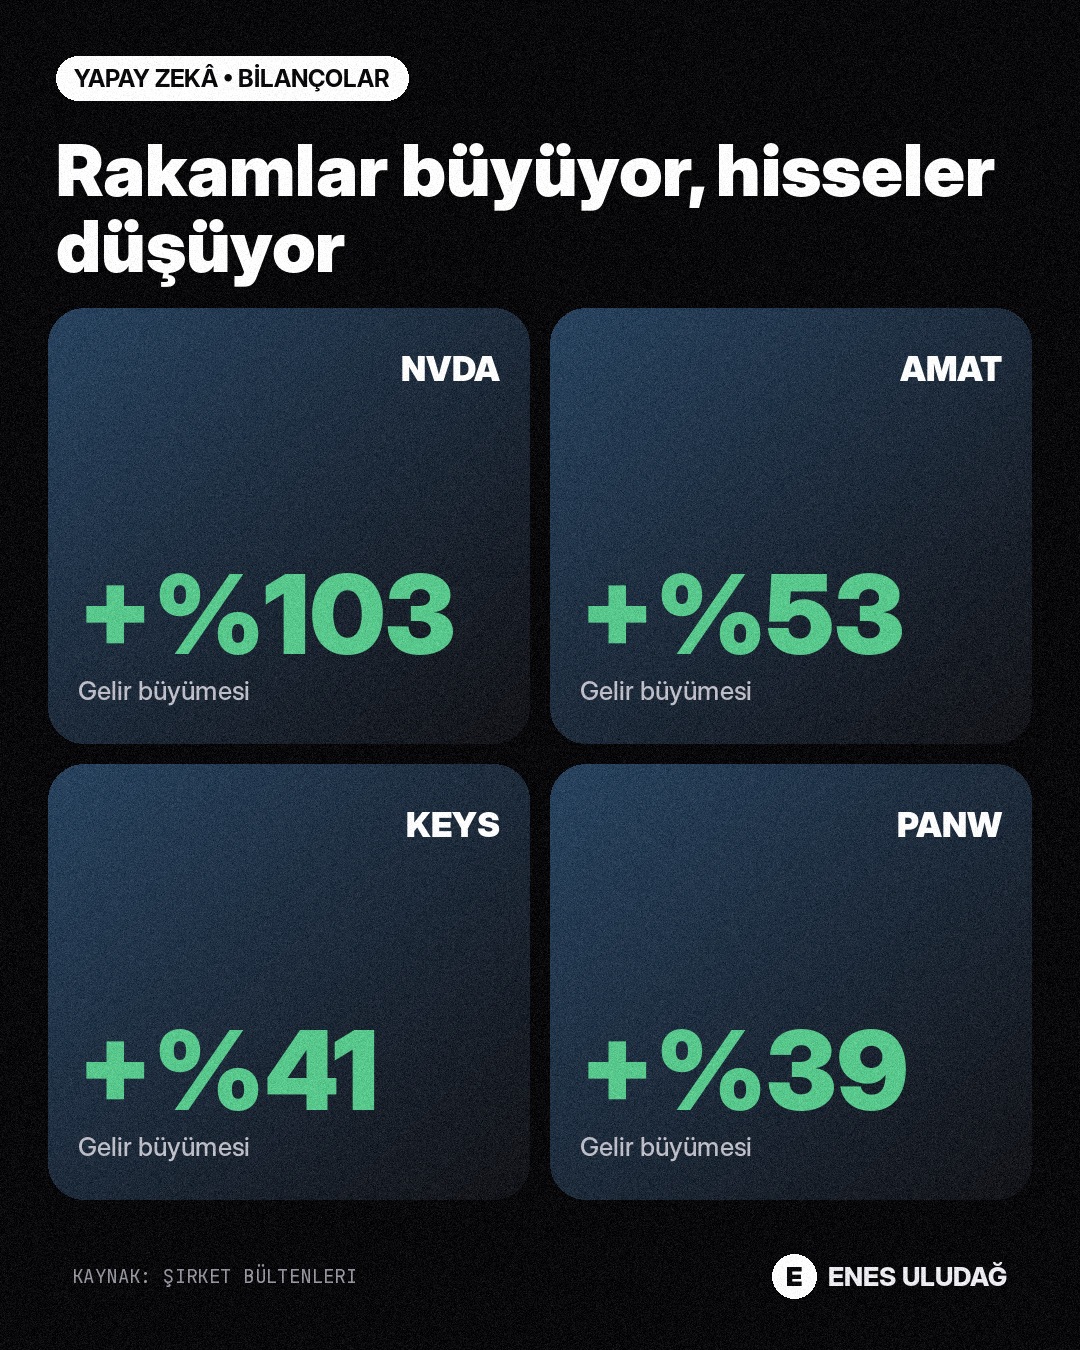 YAPAY ZEKÂ • BİLANÇOLAR
Rakamlar büyüyor, hisseler
düşüyor
NVDA
+%103
Gelir büyümesi
AMAT
+%53
Gelir büyümesi
KEYS
+%41
Gelir büyümesi
PANW
+%39
Gelir büyümesi
KAYNAK: ŞIRKET BÜLTENLERI
E ENES ULUDAĞ